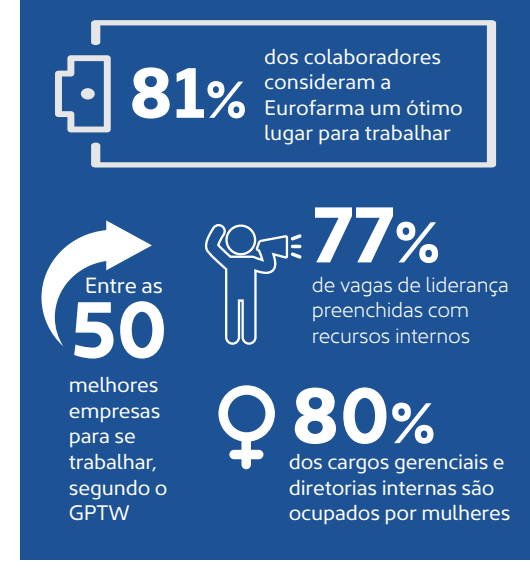 81%
dos colaboradores
consideram a
Eurofarma um ótimo
lugar para trabalhar
Entre as
50
melhores
empresas
para se
trabalhar,
segundo o
GPTW
77%
de vagas de liderança
preenchidas com
recursos internos
80%
dos cargos gerenciais e
diretorias internas são
ocupados por mulheres